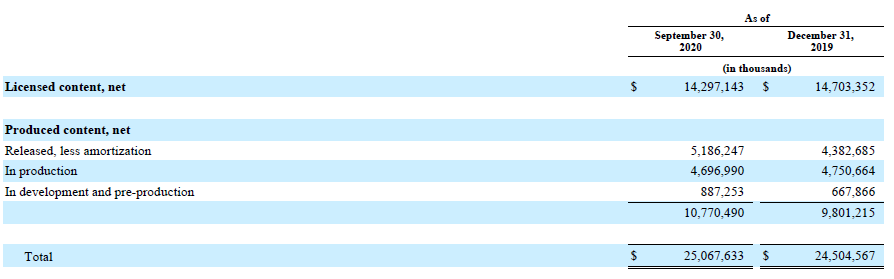 As of
September 30, December 31,
2020 2019
(in thousands)
Licensed content, net $ 14,297,143 $ 14,703,352
Produced content, net
Released, less amortization 5,186,247 4,382,685
In production 4,696,990 4,750,664
In development and pre-production 887,253 667,866
10,770,490 9,801,215
Total $ 25,067,633 $ 24,504,567